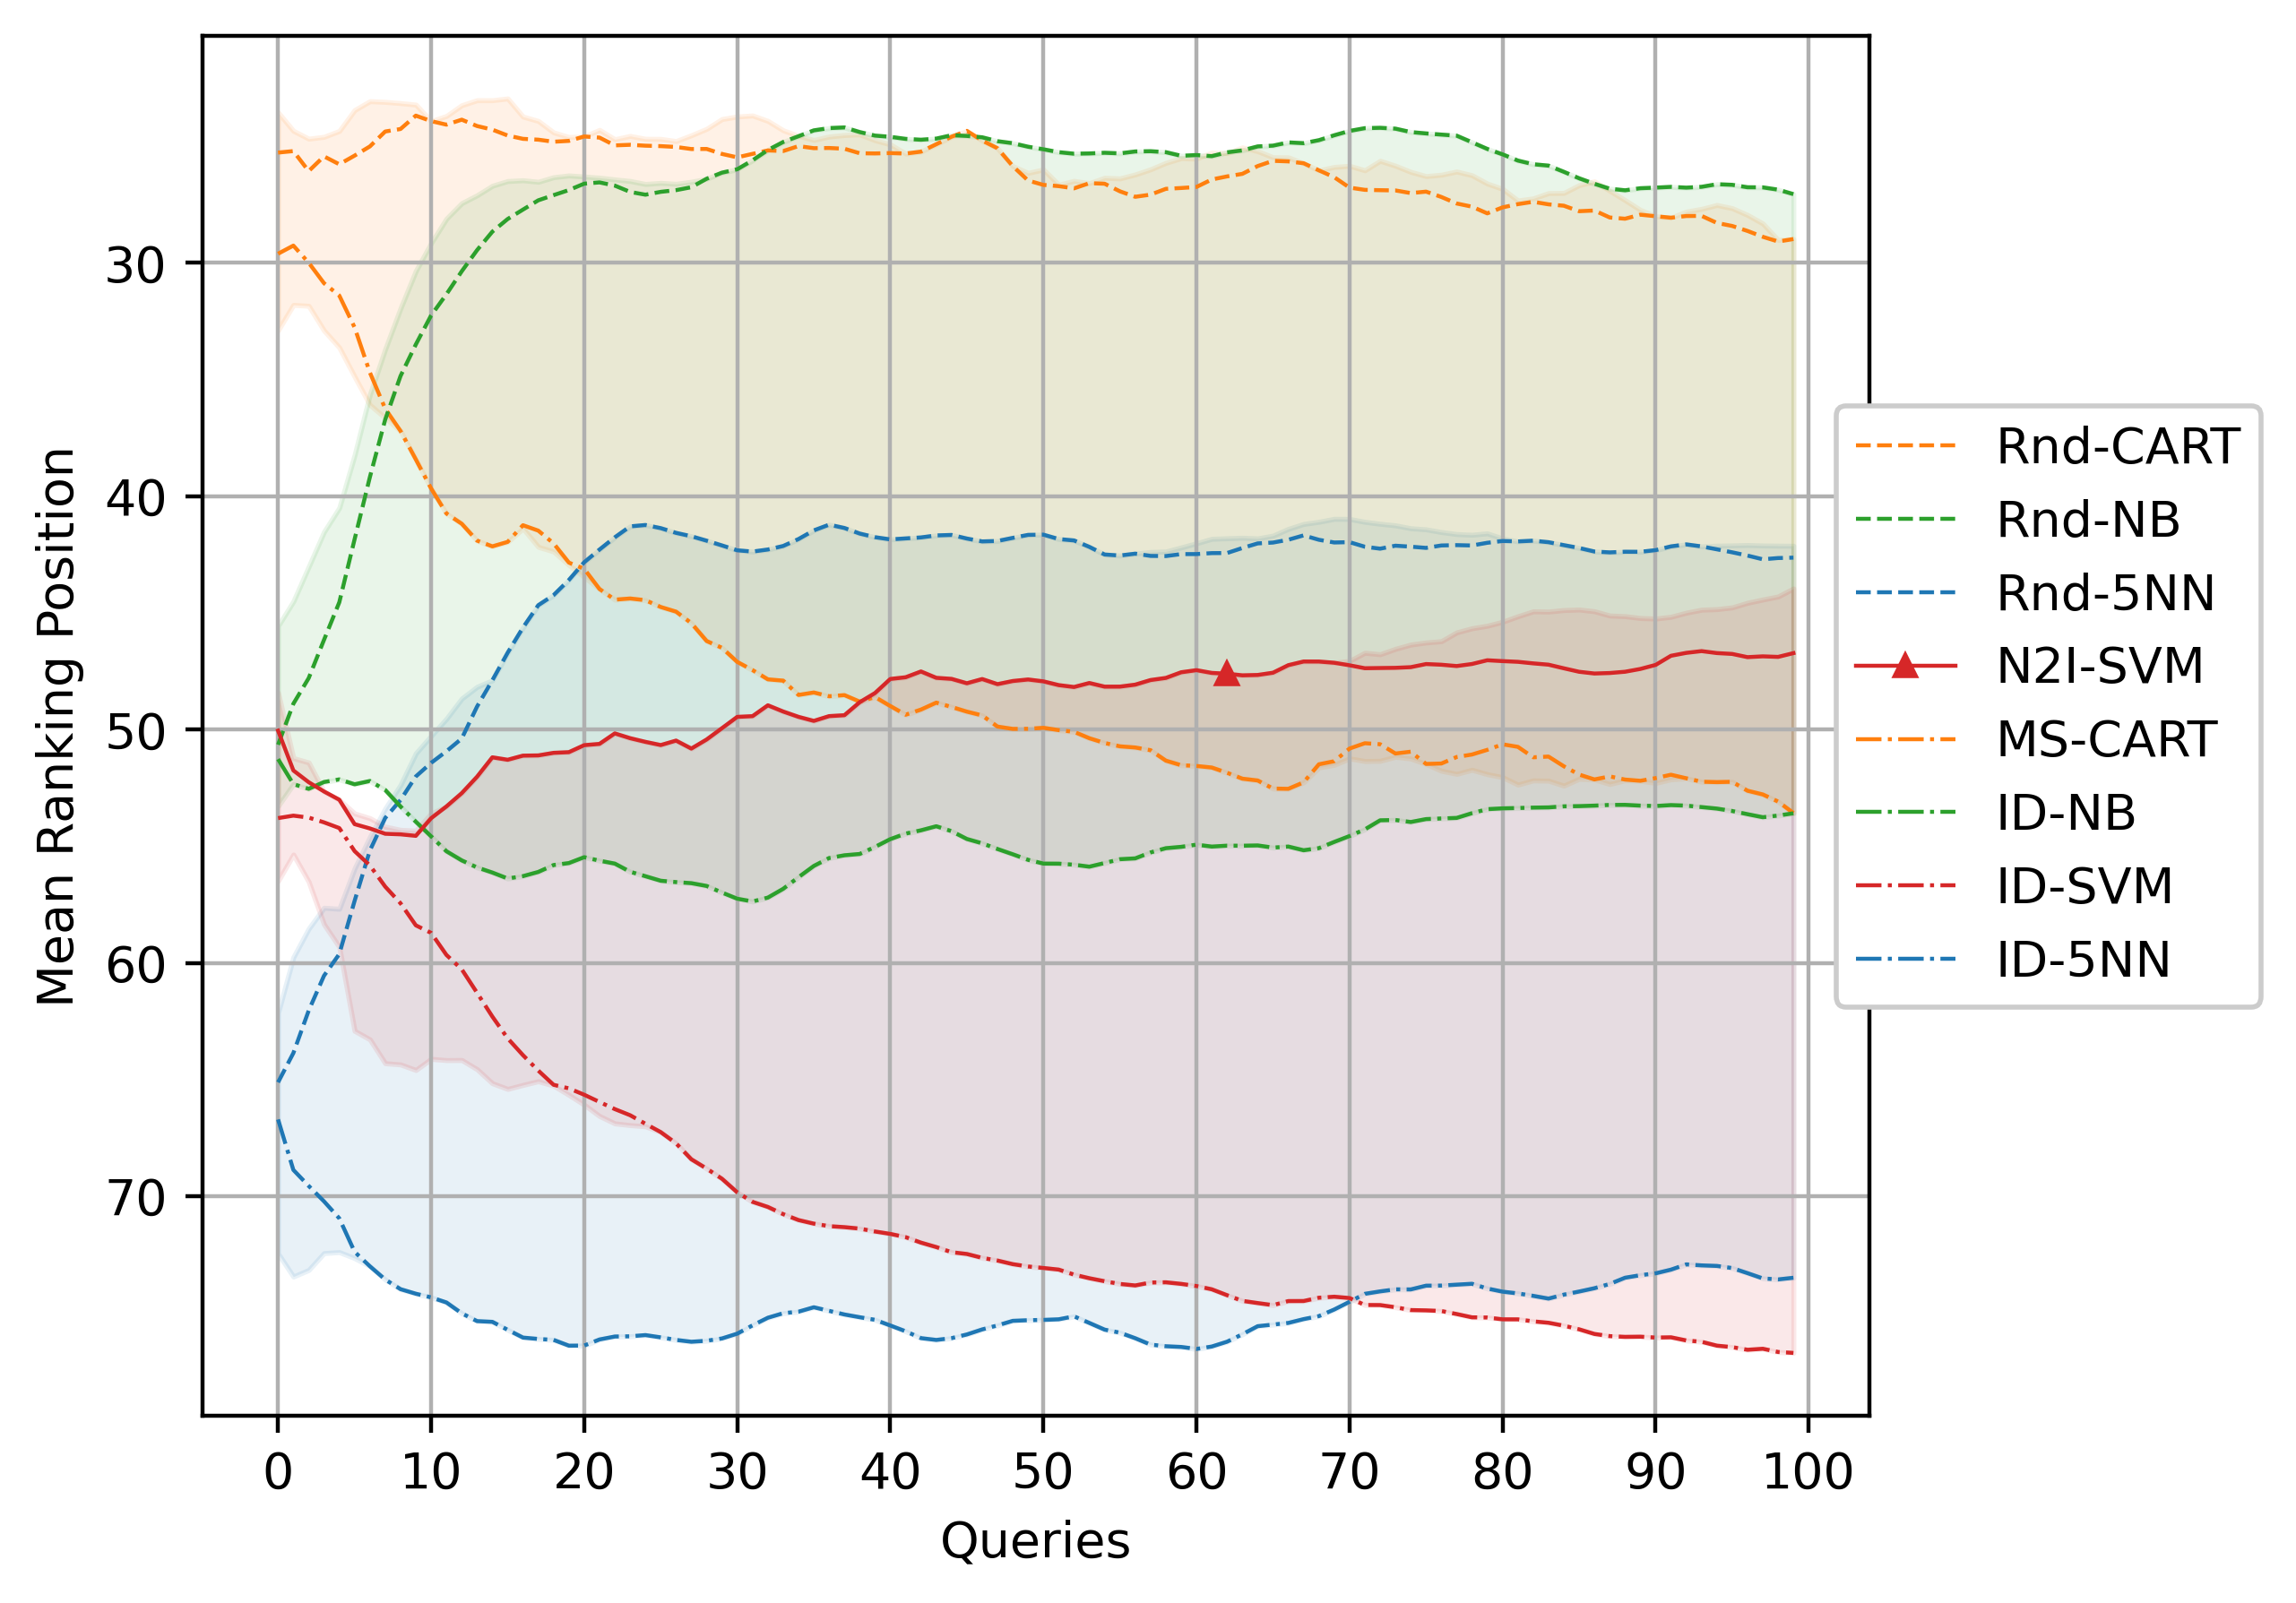 Mean Ranking Position
30
40
50
60
70
0 10 20 30 40 50 60 70 80 90 100
Queries
Rnd-CART
Rnd-NB
Rnd-5NN
N2I-SVM
MS-CART
ID-NB
ID-SVM
ID-5NN